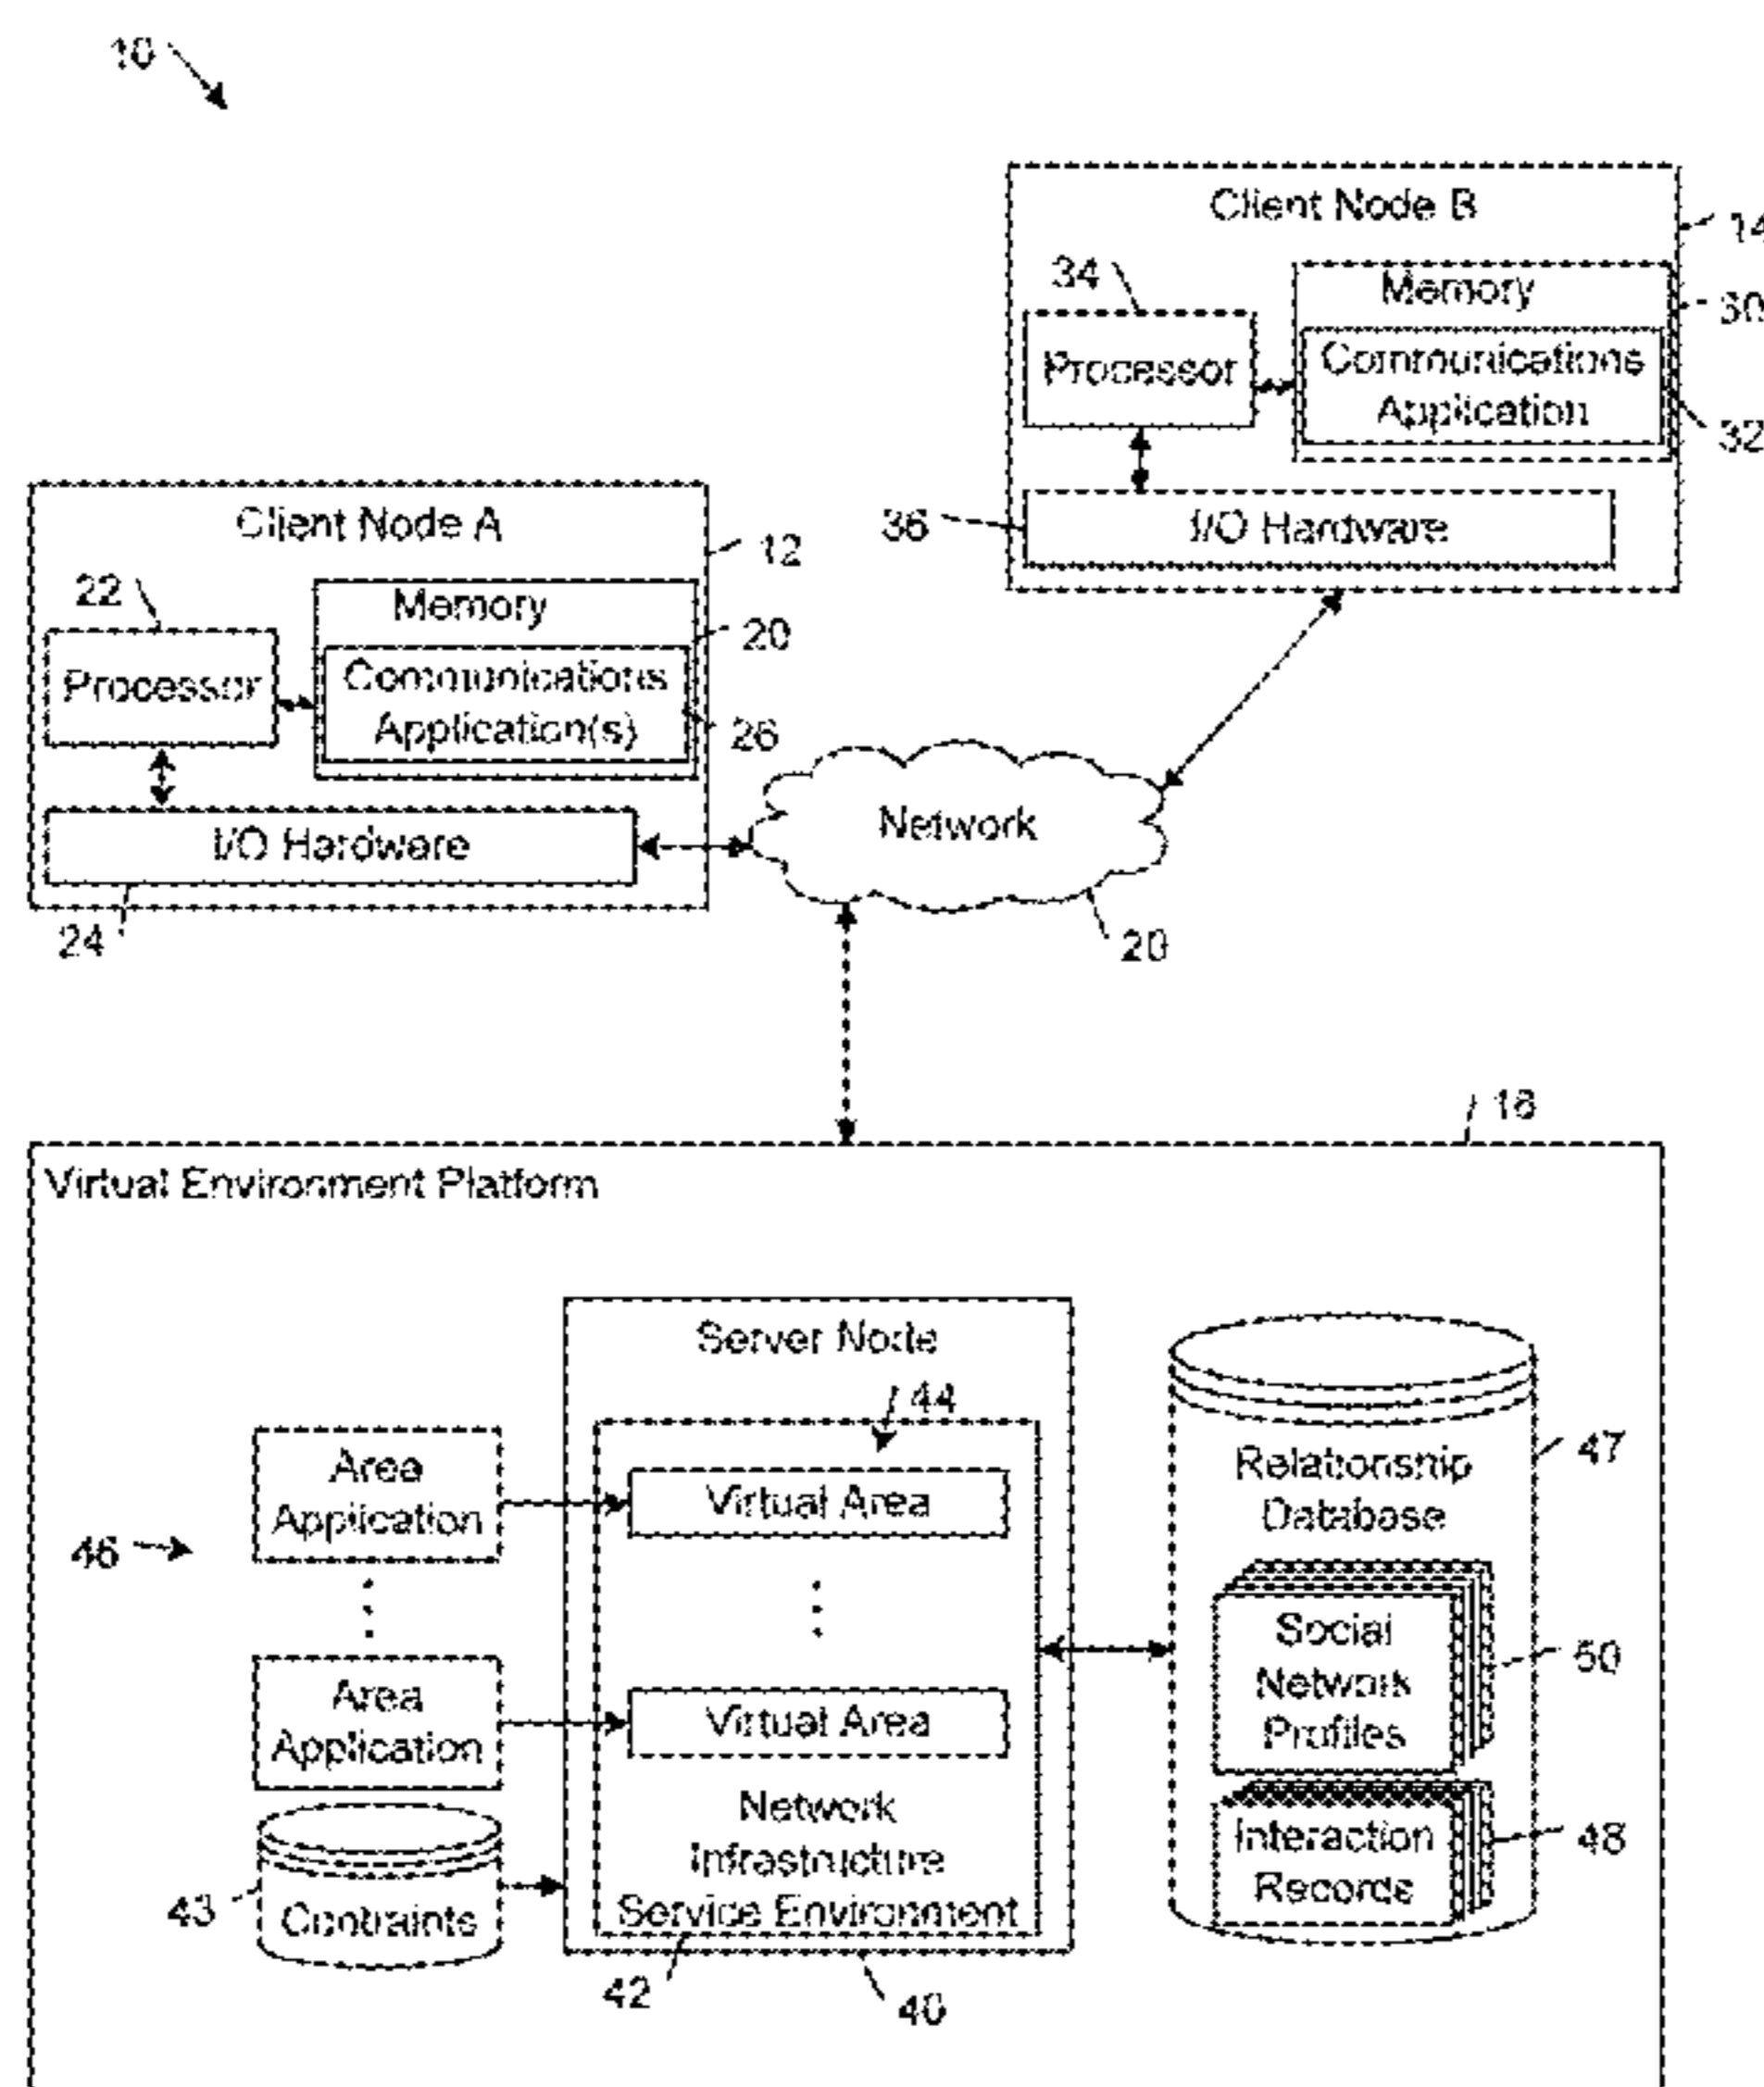 10
Client Node B
14
34
Memory
30
Processor
Communications
Application
32
36
I/O Hardware
Client Node A
12
22
Memory
20
Processor
Communications
Application(s)
26
I/O Hardware
24
Network
20
18
Virtual Environment Platform
Server Node
44
Area
Application
Virtual Area
46
Relationship
Database
47
Social
Network
Profiles
50
Area
Application
Virtual Area
Network
Infrastructure
Service Environment
Interaction
Records
48
43
Contraints
42
40